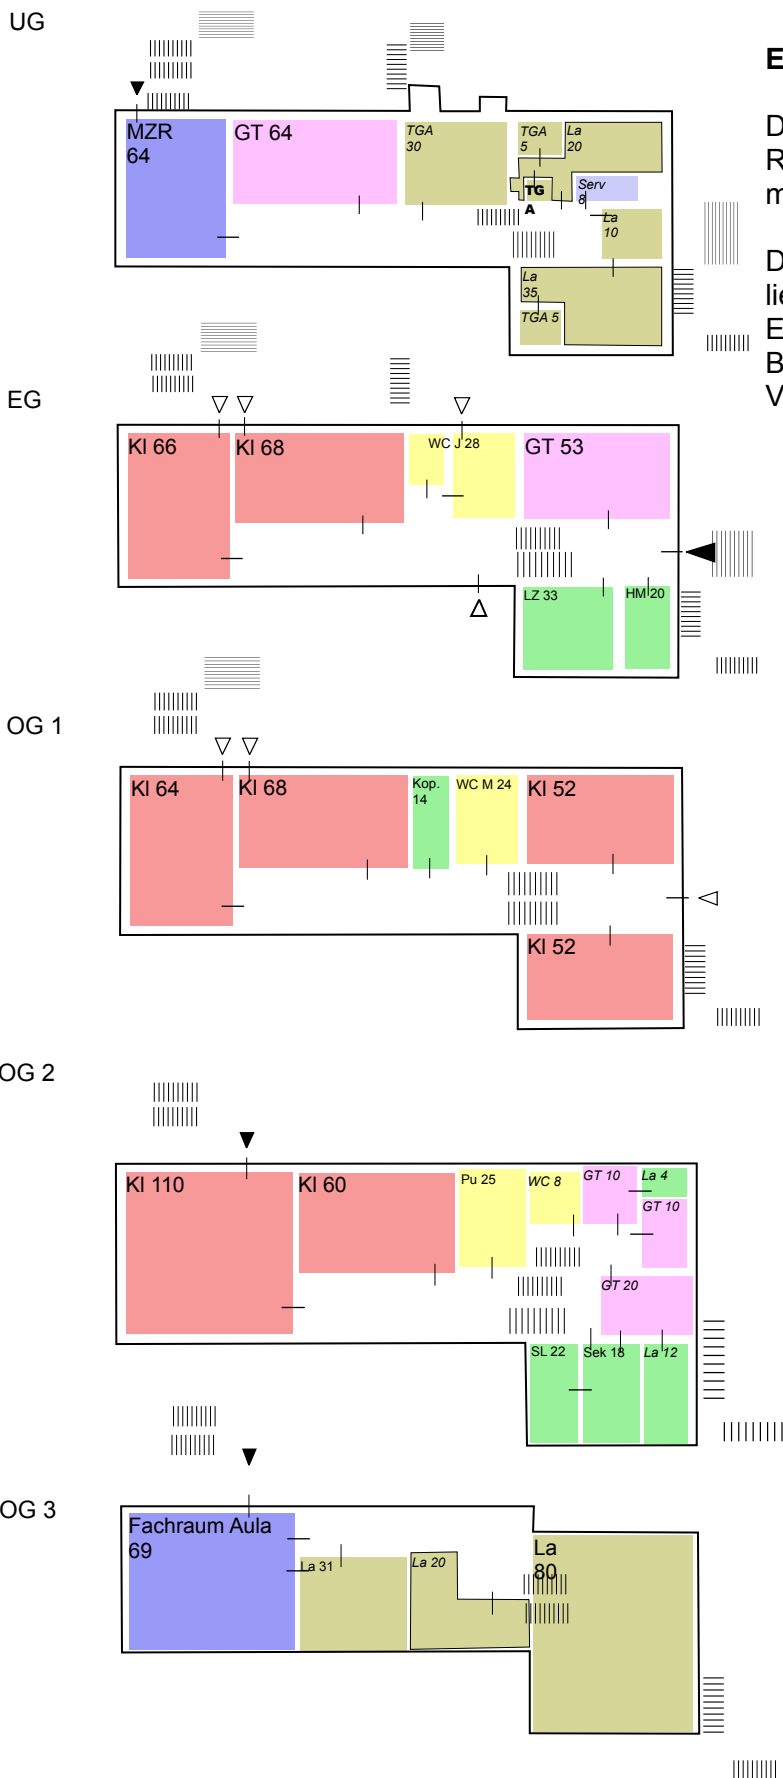 UG
E
MZR
64
GT 64
TGA
30
TGA
5
La
20
D
R
m
TG
A
Serv
8
La
10
D
lie
E
B
V
La
35
TGA 5
EG
Kl 66
Kl 68
WC J 28
GT 53
LZ 33
HM 20
OG 1
Kl 64
Kl 68
Kop.
14
WC M 24
Kl 52
Kl 52
OG 2
Kl 110
Kl 60
Pu 25
WC 8
GT 10
La 4
GT 10
GT 20
SL 22
Sek 18
La 12
OG 3
Fachraum Aula
69
La 31
La 20
La
80